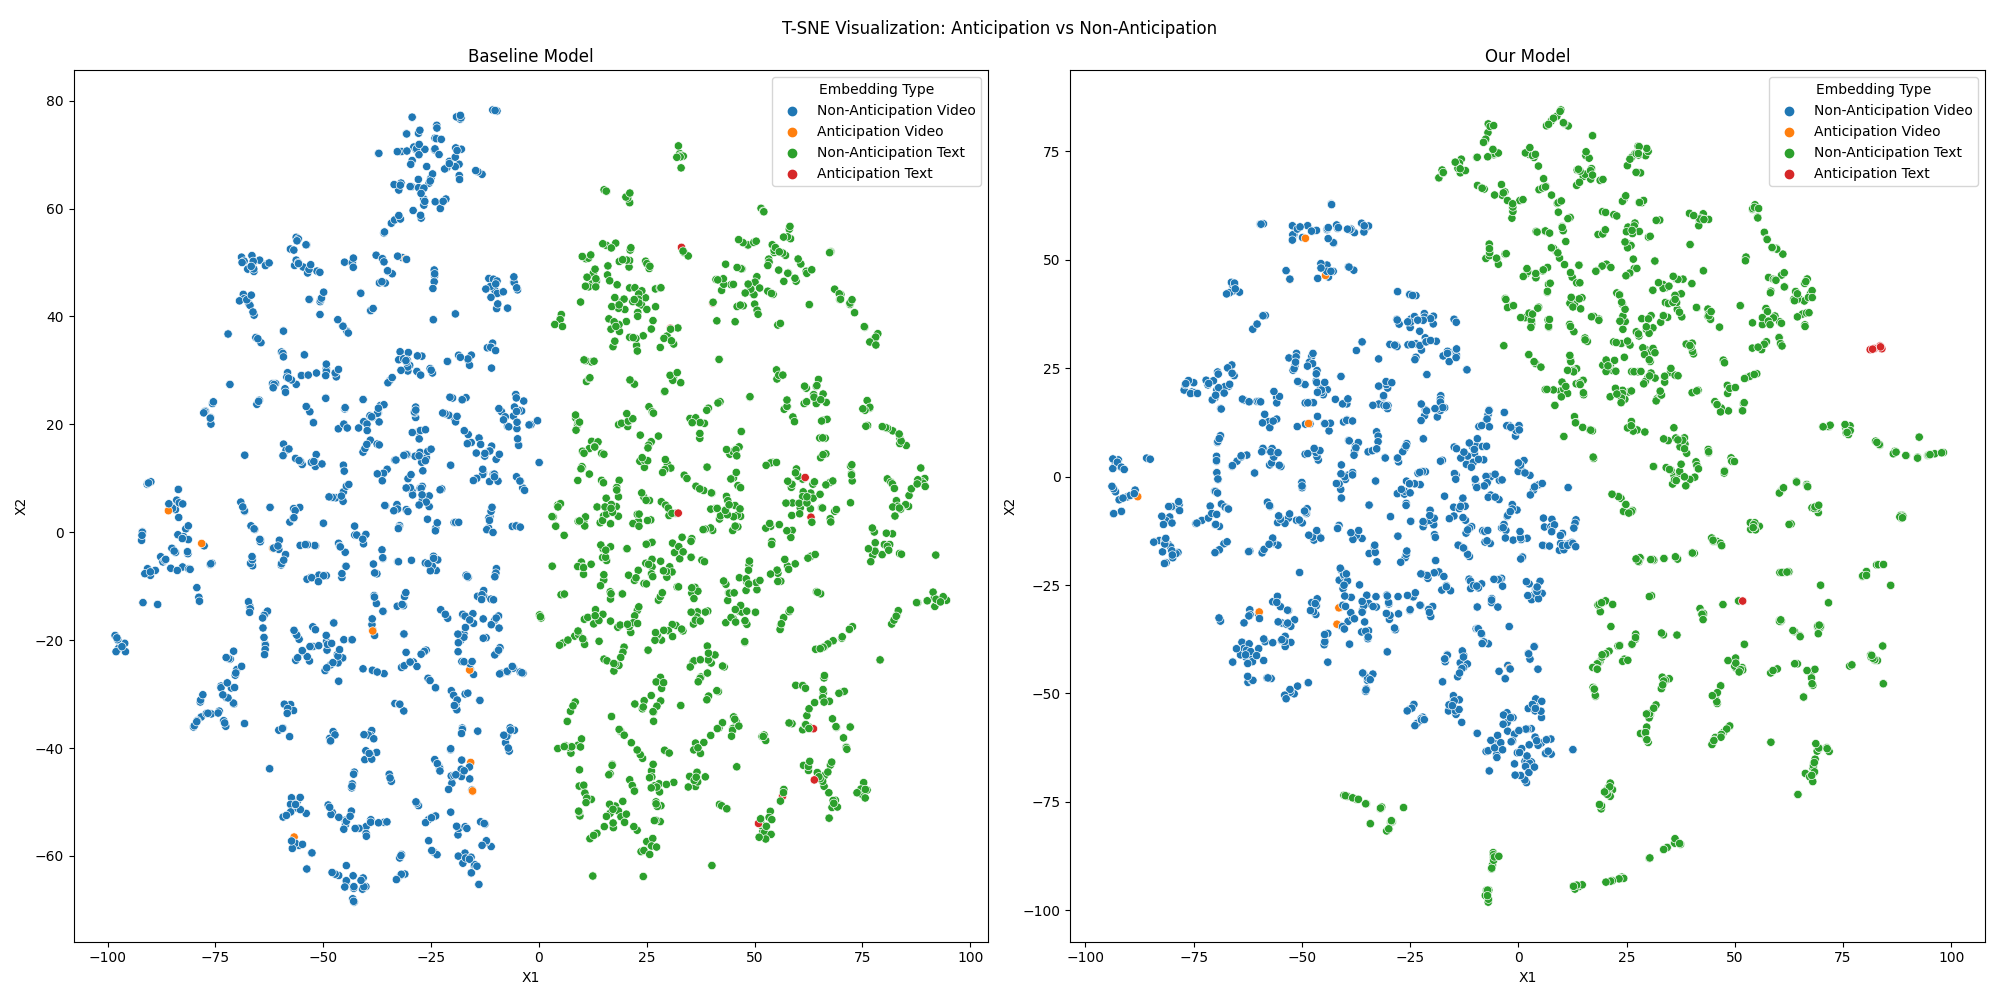 T-SNE Visualization: Anticipation vs Non-Anticipation
Baseline Model
Embedding Type
Non-Anticipation Video
Anticipation Video
Non-Anticipation Text
Anticipation Text
80
60
40
20
0
−20
−40
−60
X2
−100
−75
−50
−25
0
25
50
75
100
X1
Our Model
Embedding Type
Non-Anticipation Video
Anticipation Video
Non-Anticipation Text
Anticipation Text
75
50
25
0
−25
−50
−75
−100
X2
−100
−75
−50
−25
0
25
50
75
100
X1